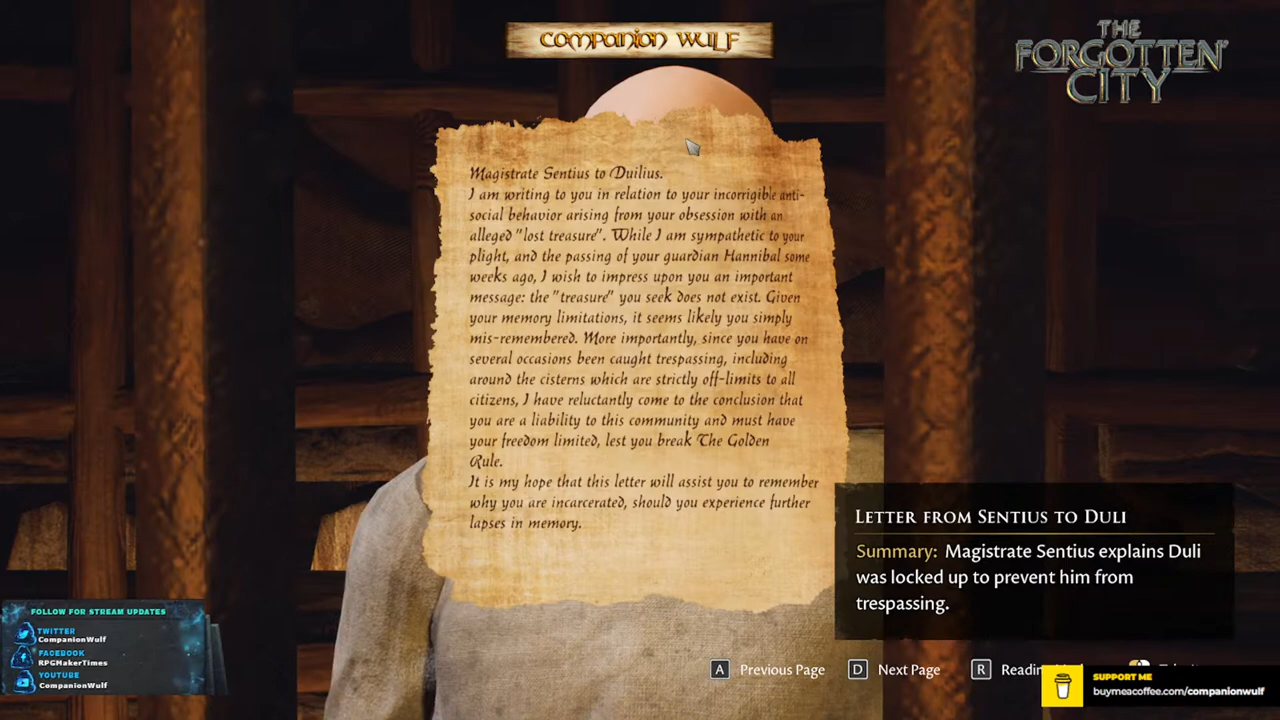 COMPANION WULF
THE
FORGOTTEN
CITY
Magistrate Sentius to Duilius.
I am writing to you in relation to your incorrigible anti-
social behavior arising from your obsession with an
alleged "lost treasure". While I am sympathetic to your
plight, and the passing of your guardian Hannibal some
weeks ago, I wish to impress upon you an important
message: the "treasure" you seek does not exist. Given
your memory limitations, it seems likely you simply
mis-remembered. More importantly, since you have on
several occasions been caught trespassing, including
around the cisterns which are strictly off-limits to all
citizens, I have reluctantly come to the conclusion that
you are a liability to this community and must have
your freedom limited, lest you break The Golden
Rule.
It is my hope that this letter will assist you to remember
why you are incarcerated, should you experience further
lapses in memory.
LETTER FROM SENTIUS TO DULI
Summary: Magistrate Sentius explains Duli
was locked up to prevent him from
trespassing.
FOLLOW FOR STREAM UPDATES
TWITTER
CompanionWulf
FACEBOOK
RPGMakerTimes
YOUTUBE
CompanionWulf
A Previous Page D Next Page R
SUPPORT ME
buymeacoffee.com/companionwulf